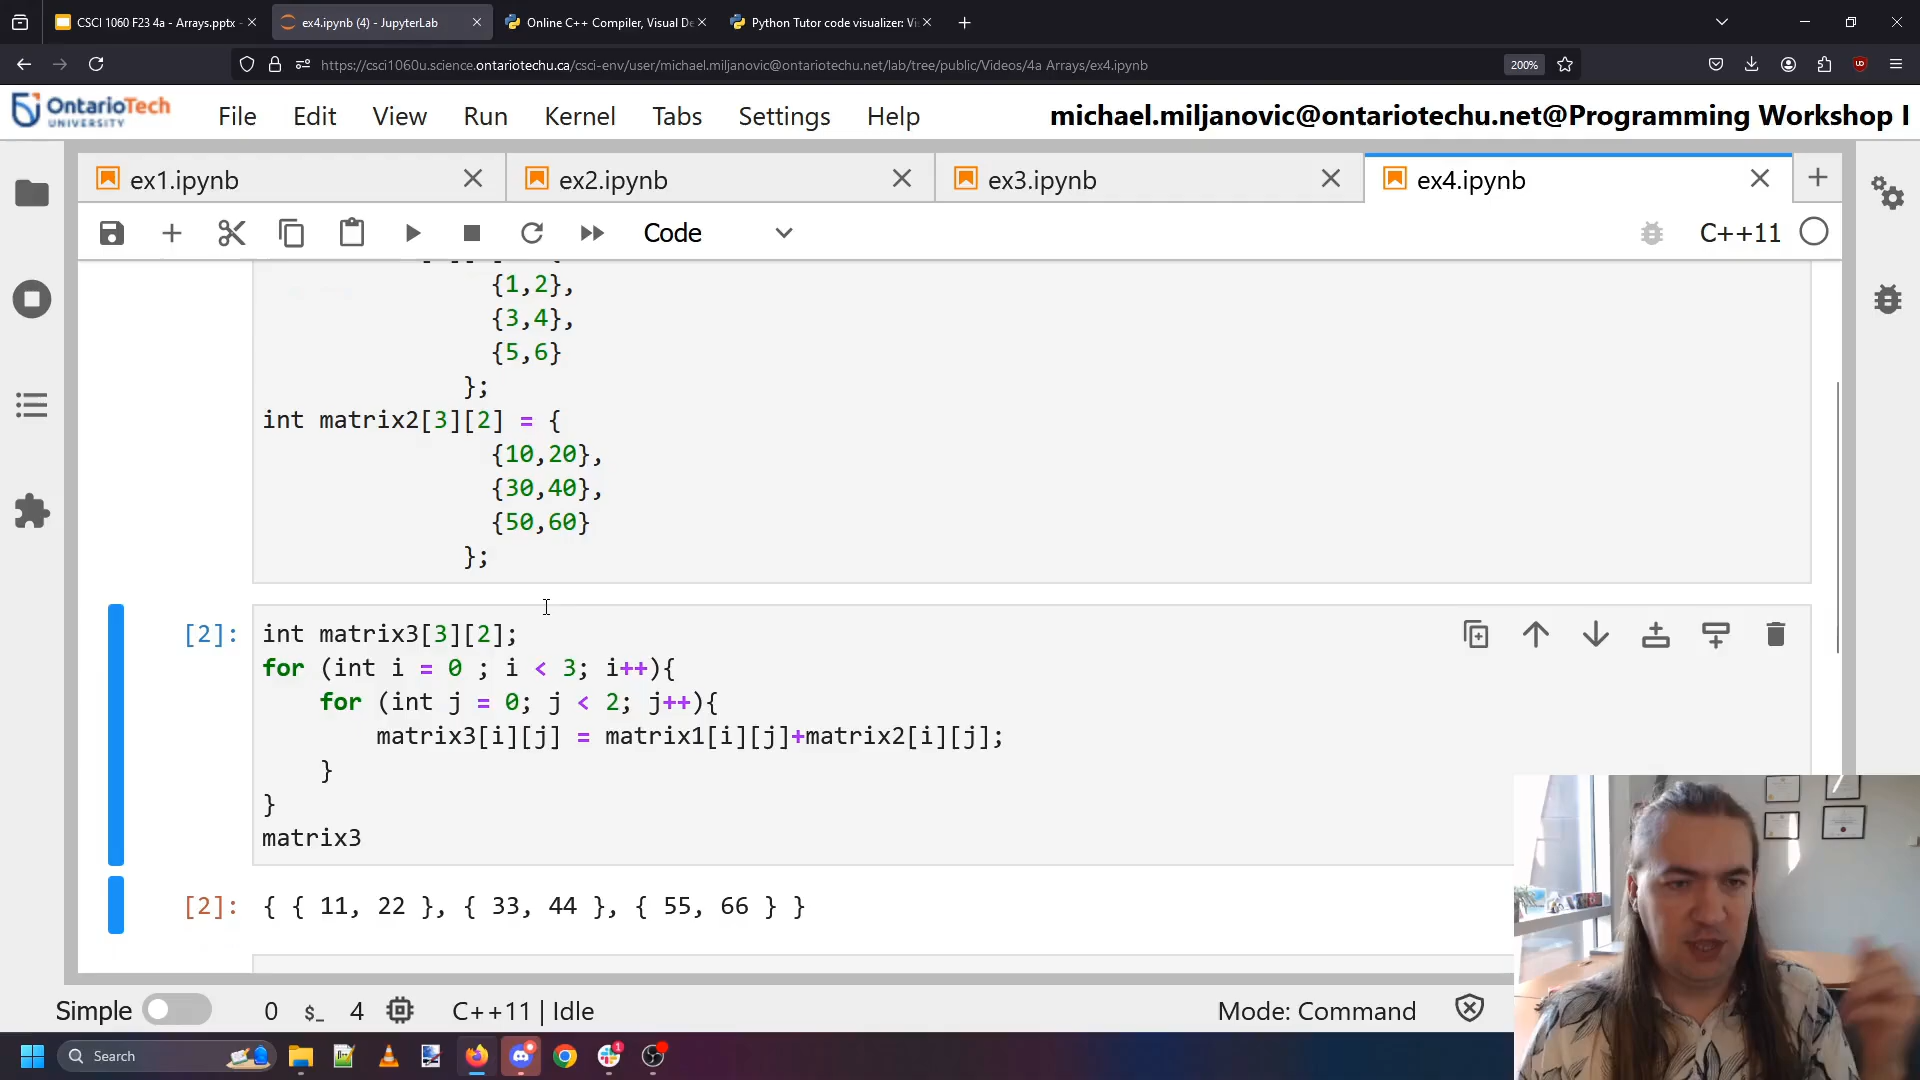 CSCI 1060 F23 4a - Arrays.pptx
ex4.ipynb (4) - JupyterLab
Online C++ Compiler, Visual De
Python Tutor code visualizer: Vi
https://csci1060u.science.ontariotechu.ca/csci-env/user/michael.miljanovic@ontariotechu.net/lab/tree/public/Videos/4a Arrays/ex4.ipynb
200%
OntarioTech
UNIVERSITY
File Edit View Run Kernel Tabs Settings Help
michael.miljanovic@ontariotechu.net@Programming Workshop I
ex1.ipynb
ex2.ipynb
ex3.ipynb
ex4.ipynb
Code
C++11
{1,2},
{3,4},
{5,6}
};
int matrix2[3][2] = {
{10,20},
{30,40},
{50,60}
};
[2]:
int matrix3[3][2];
for (int i = 0 ; i < 3; i++){
for (int j = 0; j < 2; j++){
matrix3[i][j] = matrix1[i][j]+matrix2[i][j];
}
}
matrix3
[2]:
{ { 11, 22 }, { 33, 44 }, { 55, 66 } }
Simple
0
$_
4
C++11 | Idle
Mode: Command
Search
1